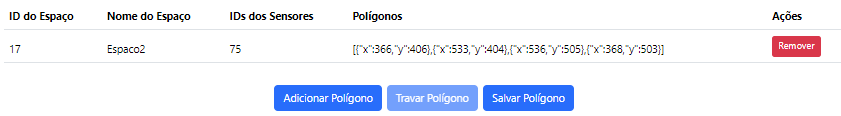 ID do Espaço Nome do Espaço IDs dos Sensores Polígonos Ações
17 Espaco2 75 [{"x":366,"y":406},{"x":533,"y":404},{"x":536,"y":505},{"x":368,"y":503}] Remover
Adicionar Polígono Travar Polígono Salvar Polígono